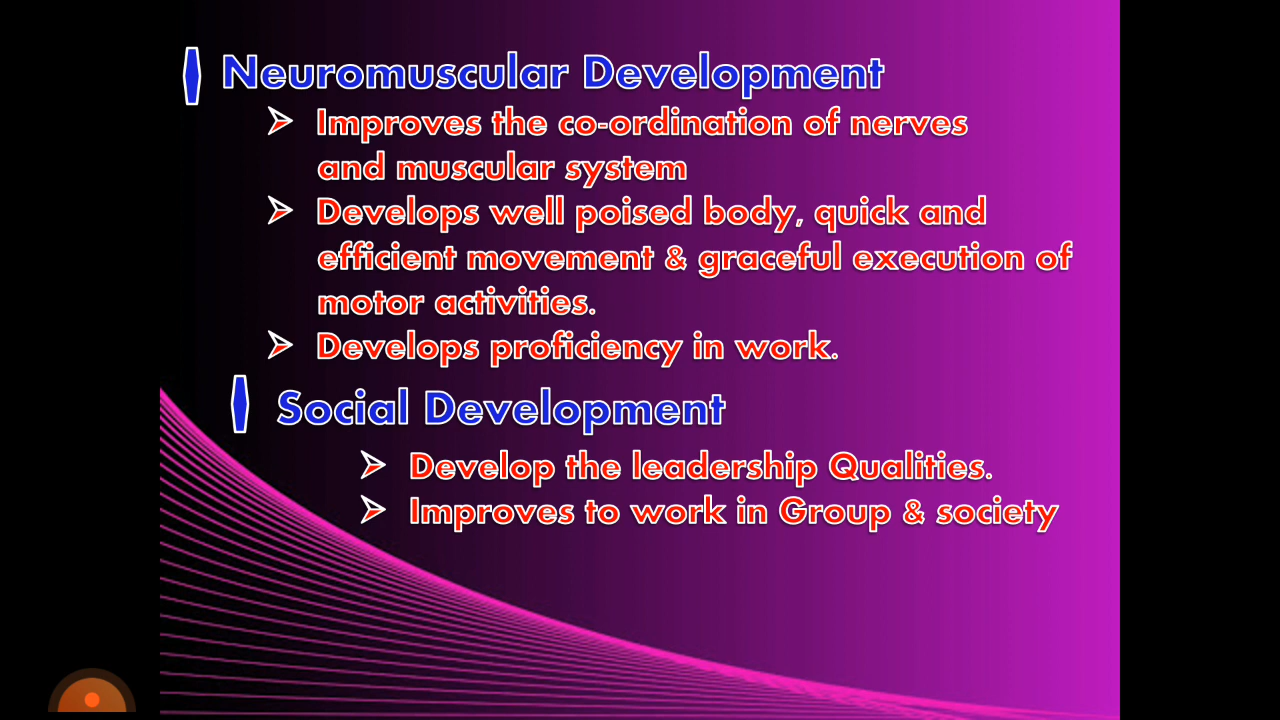 Neuromuscular Development
Improves the co-ordination of nerves
and muscular system
Develops well poised body, quick and
efficient movement & graceful execution of
motor activities.
Develops proficiency in work.
Social Development
Develop the leadership Qualities.
Improves to work in Group & society